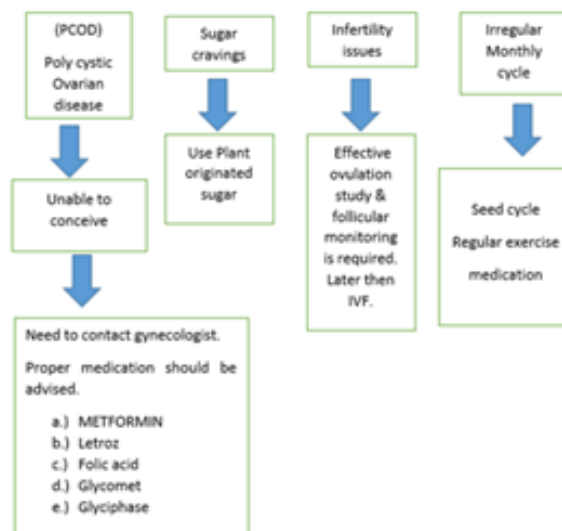 (PCOD)
Poly cystic
Ovarian
disease
Unable to
conceive
Need to contact gynecologist.
Proper medication should be
advised.
a.) METFORMIN
b.) Letroz
c.) Folic acid
d.) Glycomet
e.) Glyciphase
Sugar
cravings
Use Plant
originated
sugar
Infertility
issues
Effective
ovulation
study &
follicular
monitoring
is required.
Later then
IVF.
Irregular
Monthly
cycle
Seed cycle
Regular exercise
medication